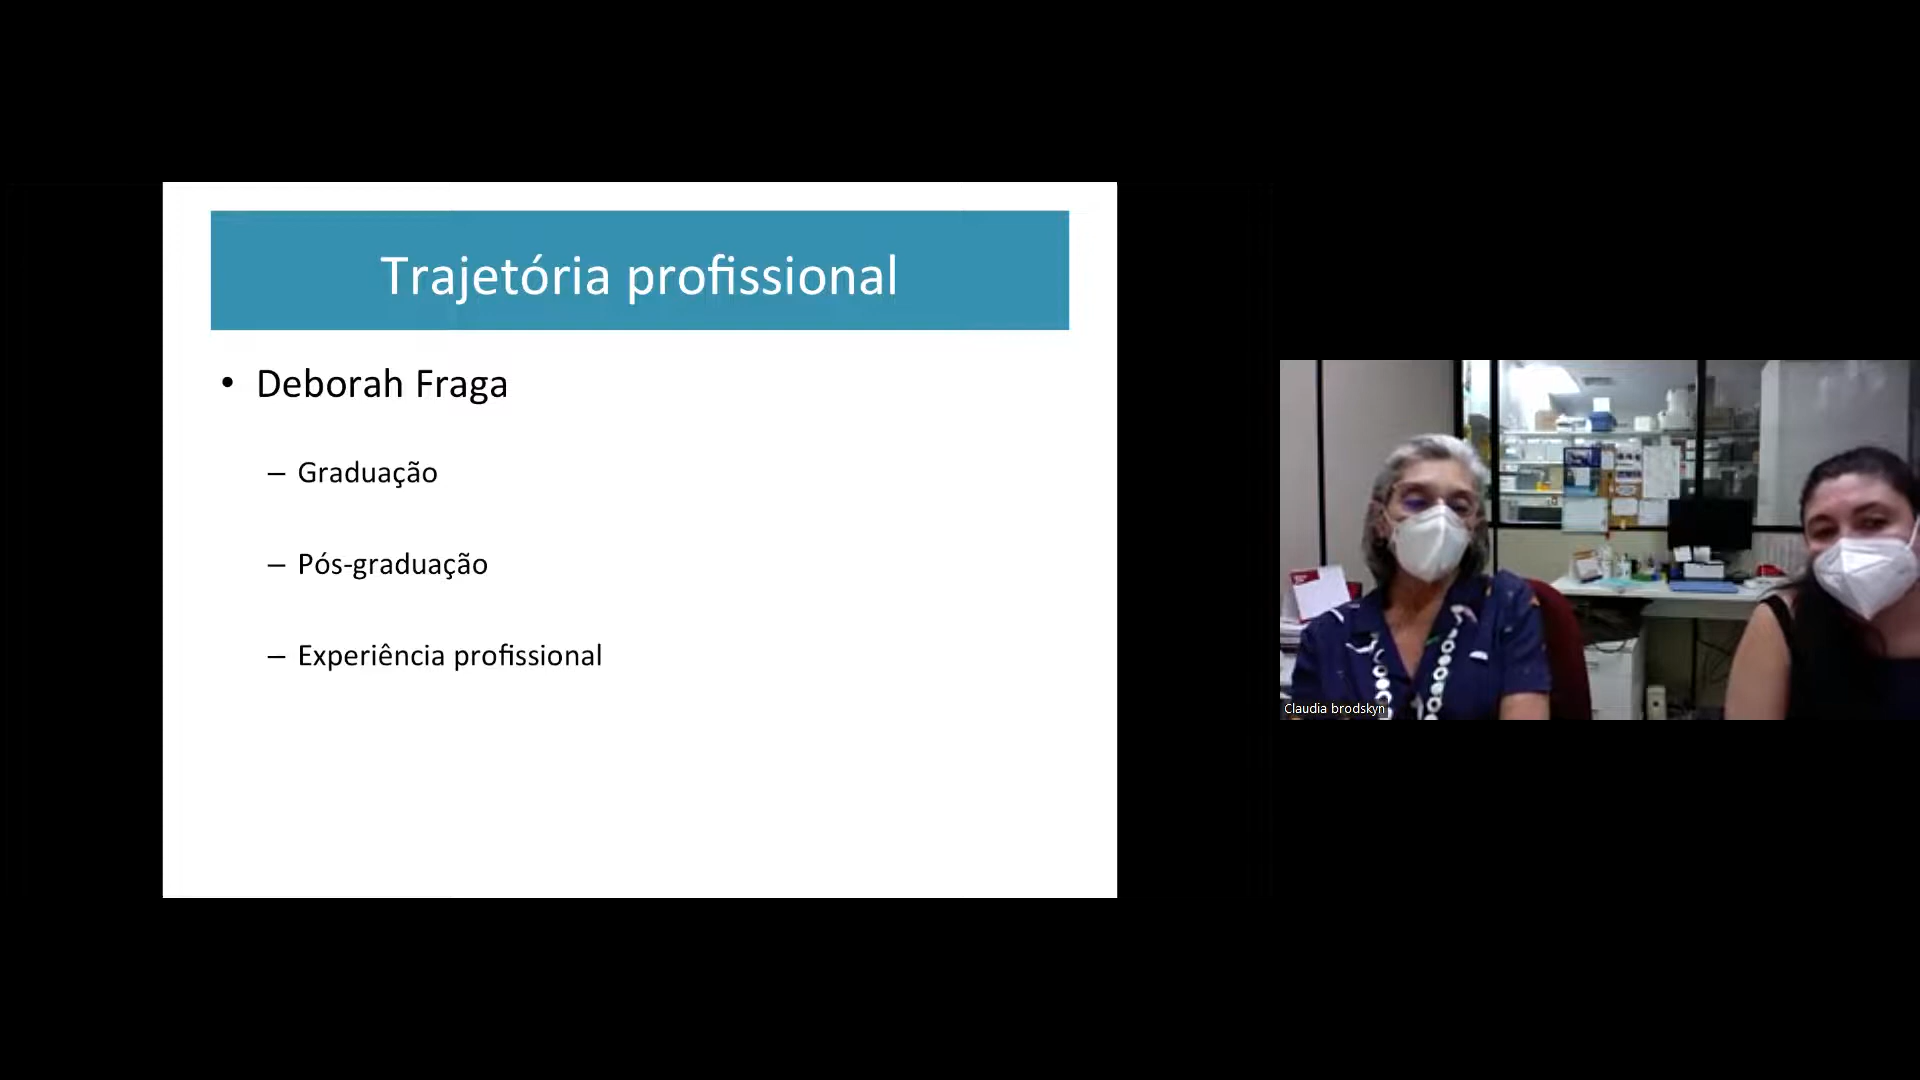 Trajetória profissional
• Deborah Fraga
– Graduação
– Pós-graduação
– Experiência profissional
Claudia brodskyn